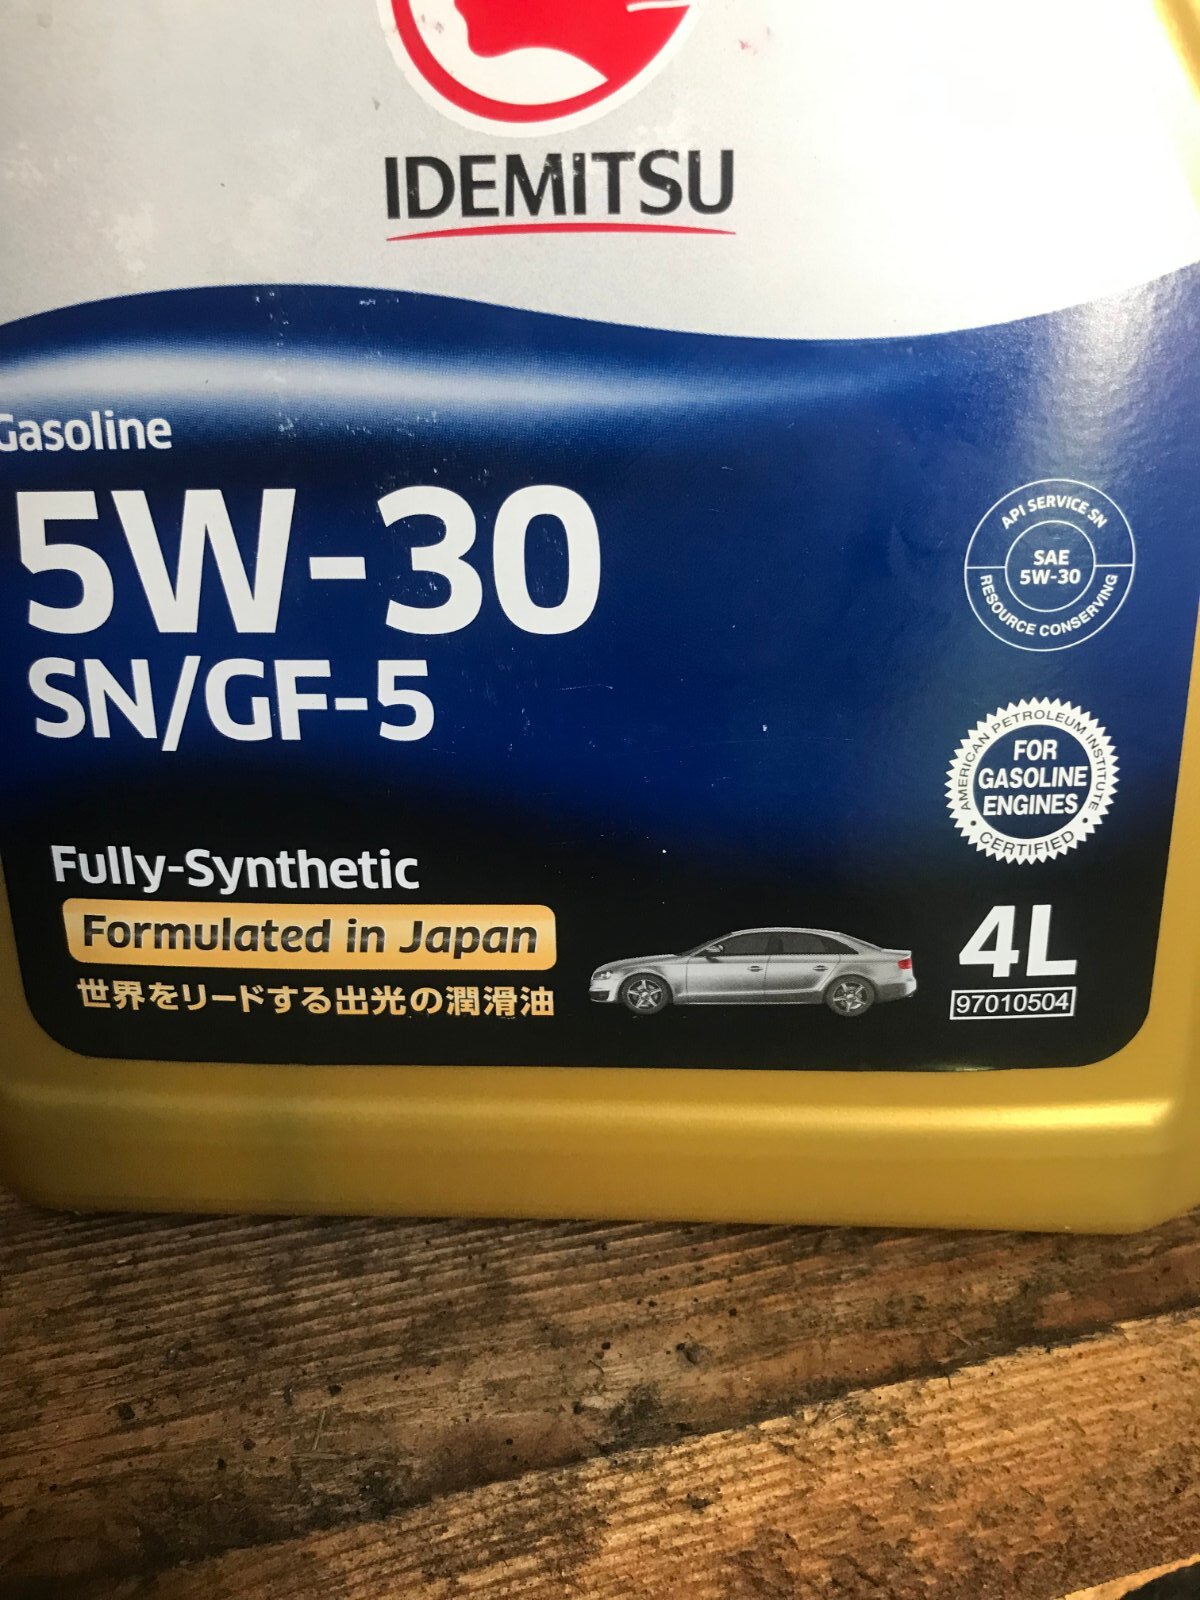 IDEMITSU
Gasoline
5W-30
SN/GF-5
API SERVICE SN
SAE
5W-30
RESOURCE CONSERVING
AMERICAN PETROLEUM INSTITUTE
FOR
GASOLINE
ENGINES
CERTIFIED
Fully-Synthetic
Formulated in Japan
世界をリードする出光の潤滑油
4L
97010504